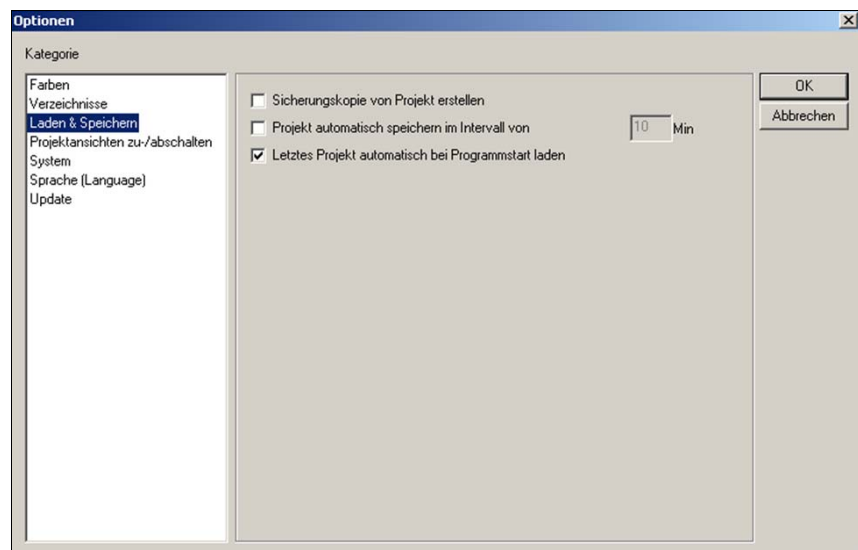 Optionen
Kategorie
Farben
Verzeichnisse
Laden & Speichern
Projektansichten zu-/abschalten
System
Sprache (Language)
Update
Sicherungskopie von Projekt erstellen
Projekt automatisch speichern im Intervall von 10 Min
Letztes Projekt automatisch bei Programmstart laden
OK
Abbrechen